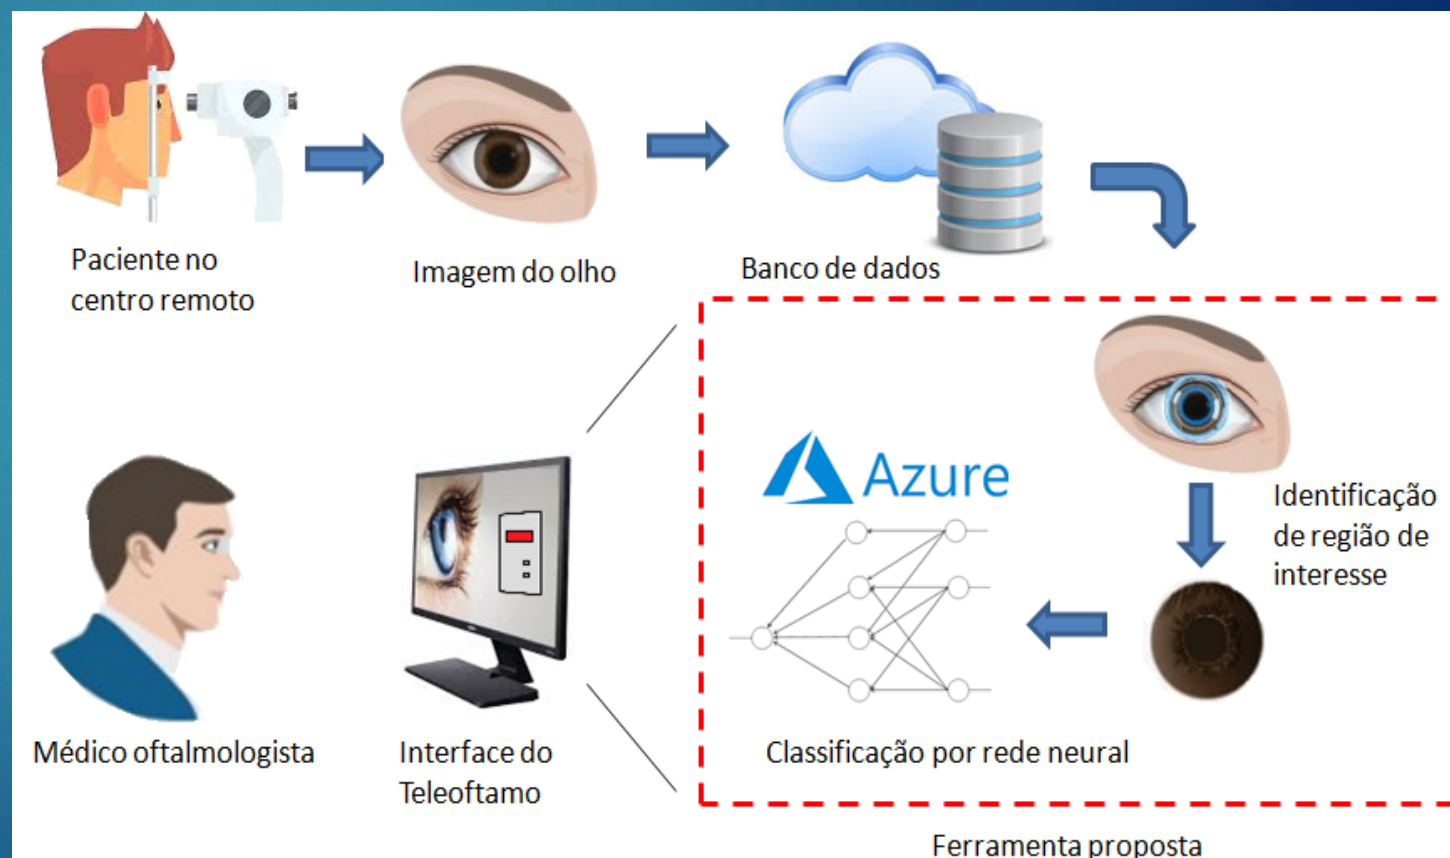 Paciente no
centro remoto
Imagem do olho
Banco de dados
Identificação
de região de
interesse
Azure
Classificação por rede neural
Médico oftalmologista
Interface do
Teleoftamo
Ferramenta proposta